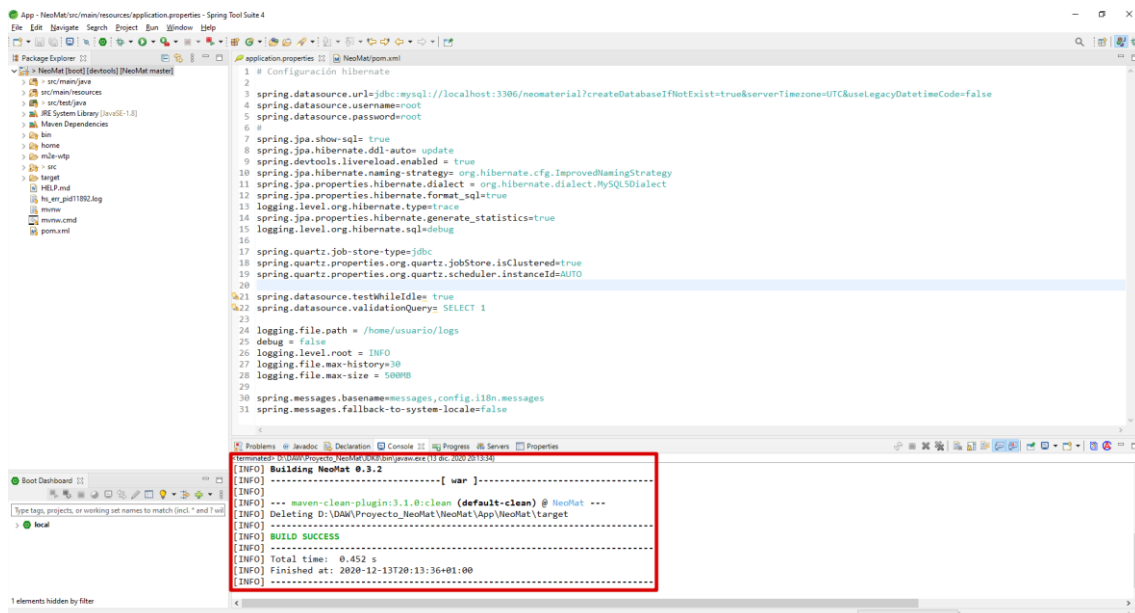 App - NeoMat/src/main/resources/application.properties - Spring Tool Suite 4
File Edit Navigate Search Project Run Window Help
Package Explorer
> NeoMat [boot] [devtools] [NeoMat master]
> src/main/java
src/main/resources
> src/test/java
JRE System Library [JavaSE-1.8]
Maven Dependencies
bin
home
m2e-wtp
> src
target
HELP.md
hs_err_pid11892.log
mvnw
mvnw.cmd
pom.xml
application.properties NeoMat/pom.xml
1 # Configuración hibernate
2
3 spring.datasource.url=jdbc:mysql://localhost:3306/neomaterial?createDatabaseIfNotExist=true&serverTimezone=UTC&useLegacyDatetimeCode=false
4 spring.datasource.username=root
5 spring.datasource.password=root
6 #
7 spring.jpa.show-sql= true
8 spring.jpa.hibernate.ddl-auto= update
9 spring.devtools.livereload.enabled = true
10 spring.jpa.hibernate.naming-strategy= org.hibernate.cfg.ImprovedNamingStrategy
11 spring.jpa.properties.hibernate.dialect = org.hibernate.dialect.MySQL5Dialect
12 spring.jpa.properties.hibernate.format_sql=true
13 logging.level.org.hibernate.type=trace
14 spring.jpa.properties.hibernate.generate_statistics=true
15 logging.level.org.hibernate.sql=debug
16
17 spring.quartz.job-store-type=jdbc
18 spring.quartz.properties.org.quartz.jobStore.isClustered=true
19 spring.quartz.properties.org.quartz.scheduler.instanceId=AUTO
20
21 spring.datasource.testWhileIdle= true
22 spring.datasource.validationQuery= SELECT 1
23
24 logging.file.path = /home/usuario/logs
25 debug = false
26 logging.level.root = INFO
27 logging.file.max-history=30
28 logging.file.max-size = 500MB
29
30 spring.messages.basename=messages,config.i18n.messages
31 spring.messages.fallback-to-system-locale=false
Problems Javadoc Declaration Console Progress Servers Properties
<terminated> D:\DAW\Proyecto_NeoMat\JDK8\bin\javaw.exe (13 dic. 2020 20:13:34)
[INFO] Building NeoMat 0.3.2
[INFO] --------------------------------[ war ]---------------------------------
[INFO]
[INFO] --- maven-clean-plugin:3.1.0:clean (default-clean) @ NeoMat ---
[INFO] Deleting D:\DAW\Proyecto_NeoMat\NeoMat\App\NeoMat\target
[INFO] ------------------------------------------------------------------------
[INFO] BUILD SUCCESS
[INFO] ------------------------------------------------------------------------
[INFO] Total time: 0.452 s
[INFO] Finished at: 2020-12-13T20:13:36+01:00
[INFO] ------------------------------------------------------------------------
Boot Dashboard
Type tags, projects, or working set names to match (incl. * and ? wil
local
1 elements hidden by filter